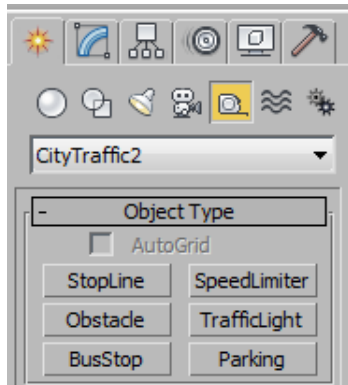 CityTraffic2
- Object Type
AutoGrid
StopLine SpeedLimiter
Obstacle TrafficLight
BusStop Parking